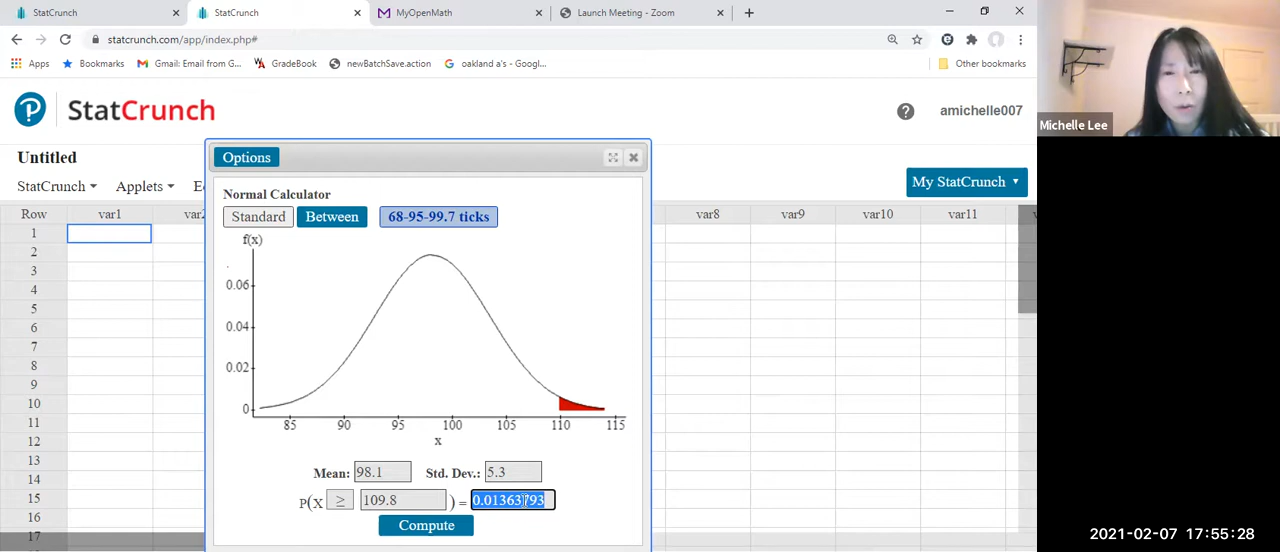 StatCrunch
StatCrunch
MyOpenMath
Launch Meeting - Zoom
statcrunch.com/app/index.php#
Apps
Bookmarks
Gmail: Email from G...
GradeBook
newBatchSave.action
oakland a's - Googl...
Other bookmarks
StatCrunch
amichelle007
Michelle Lee
Untitled
Options
StatCrunch
Applets
My StatCrunch
Normal Calculator
Standard
Between
68-95-99.7 ticks
Row
var1
var8
var9
var10
var11
1
2
3
4
5
6
7
8
9
10
11
12
13
14
15
16
17
f(x)
0.06
0.04
0.02
0
85
90
95
100
105
110
115
x
Mean: 98.1 Std. Dev.: 5.3
P(X ≥ 109.8 ) = 0.01363793
Compute
2021-02-07 17:55:28